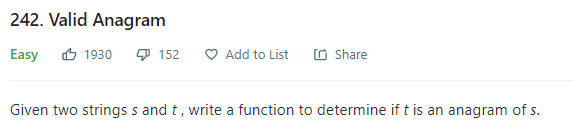 242. Valid Anagram
Easy 1930 152 Add to List Share
Given two strings s and t , write a function to determine if t is an anagram of s.